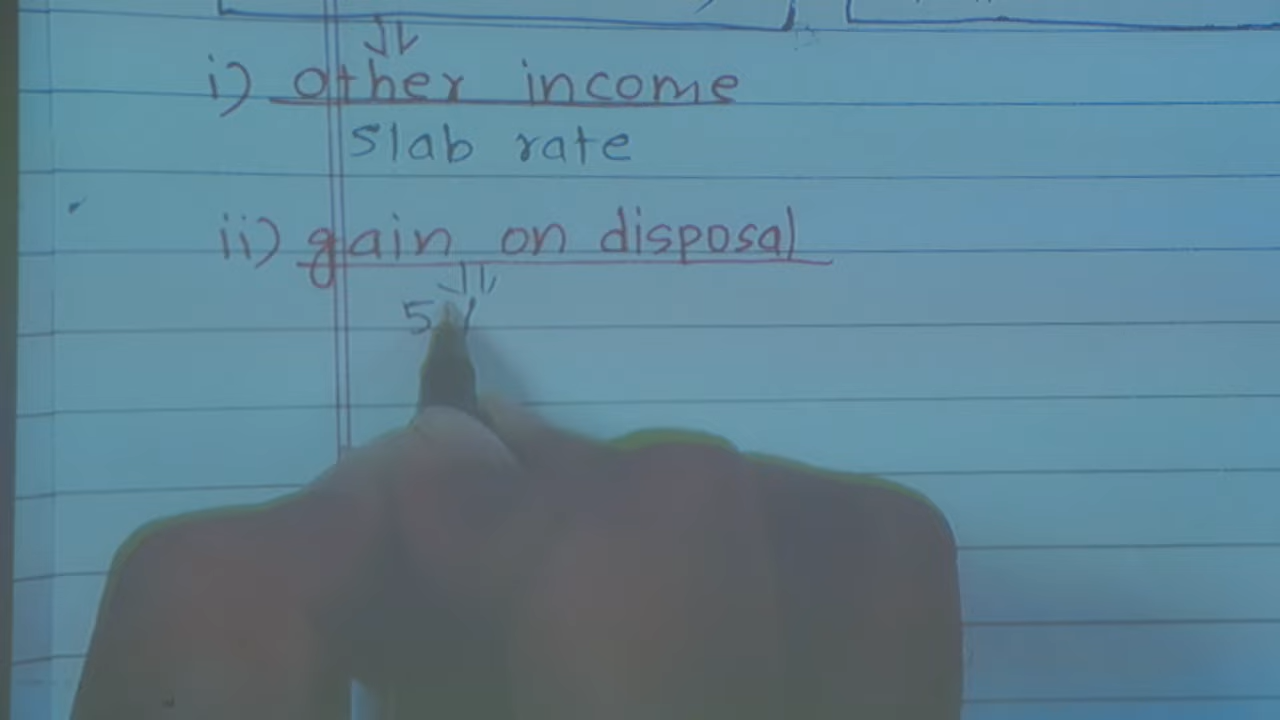 i) other income
slab rate
ii) gain on disposal
5%